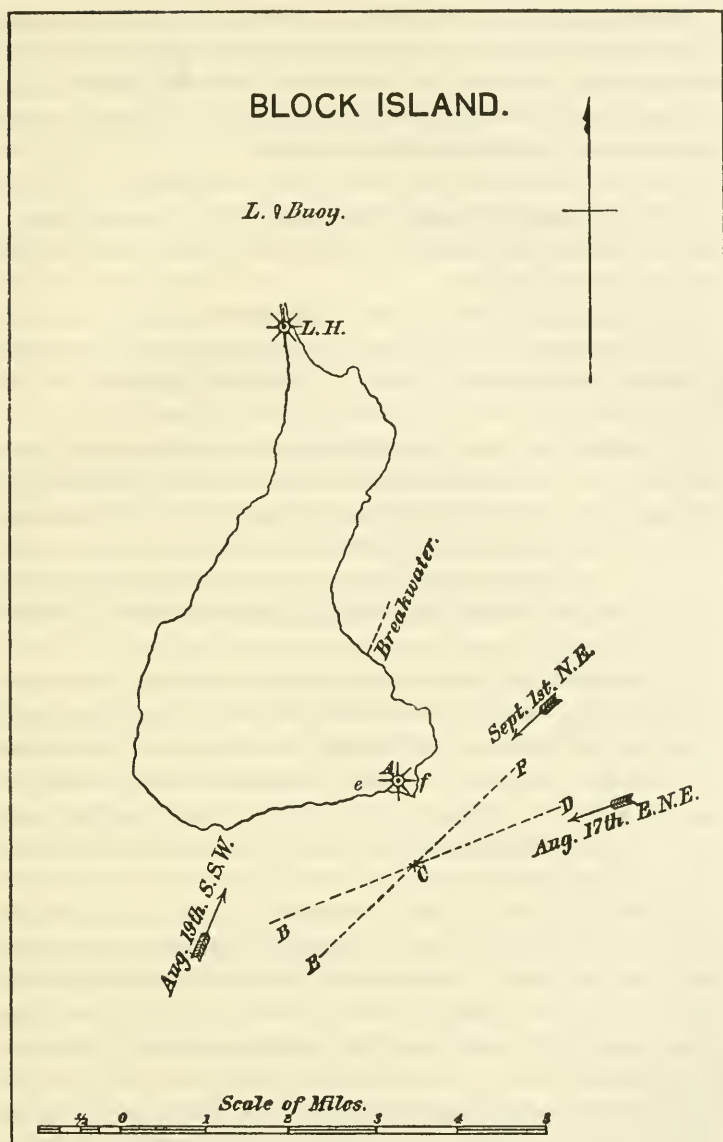 BLOCK ISLAND.
L. Buoy.
L.H.
Breakwater.
Sept. 1st. N.E.
A
e
f
F
D
Aug. 17th. E.N.E.
C
Aug. 19th. S.S.W.
B
E
Scale of Miles.
½ 0 1 2 3 4 5